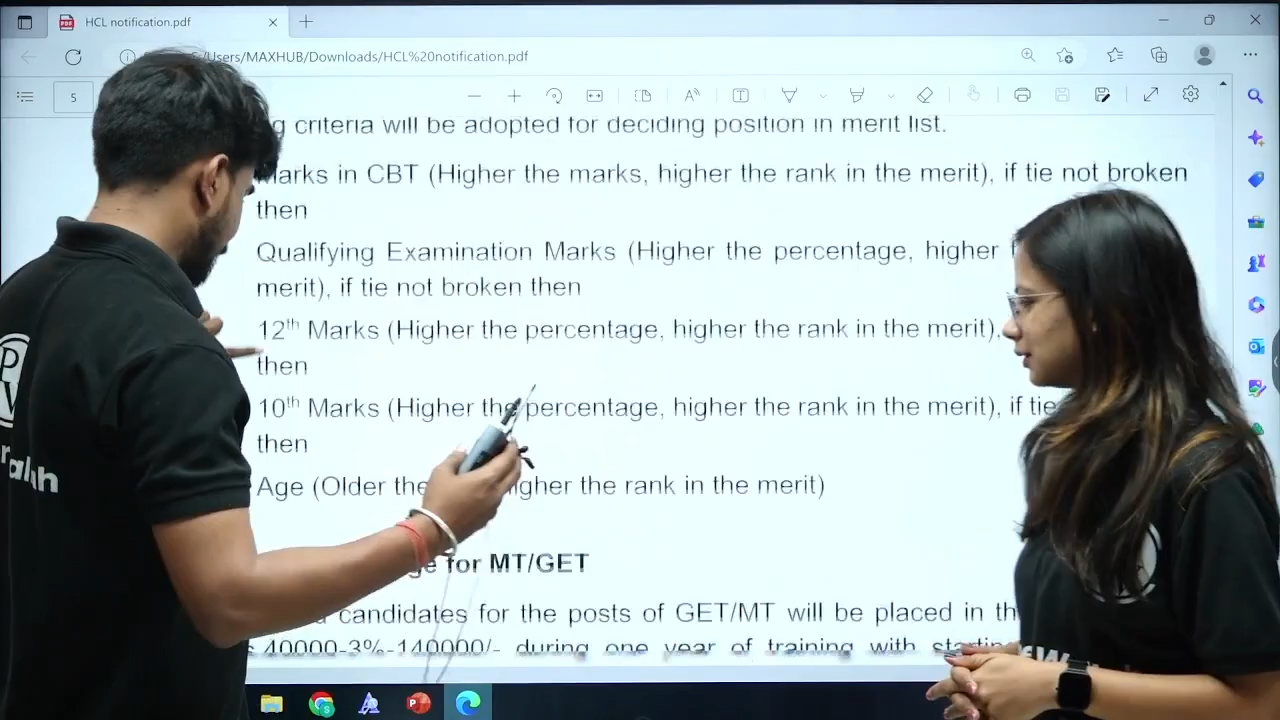 HCL notification.pdf
/Users/MAXHUB/Downloads/HCL%20notification.pdf
5
criteria will be adopted for deciding position in merit list.
Marks in CBT (Higher the marks, higher the rank in the merit), if tie not broken
then
Qualifying Examination Marks (Higher the percentage, higher
merit), if tie not broken then
12th Marks (Higher the percentage, higher the rank in the merit),
then
10th Marks (Higher the percentage, higher the rank in the merit), if tie
then
Age (Older the higher the rank in the merit)
for MT/GET
candidates for the posts of GET/MT will be placed in
40000-3%-140000/- during one year of training with